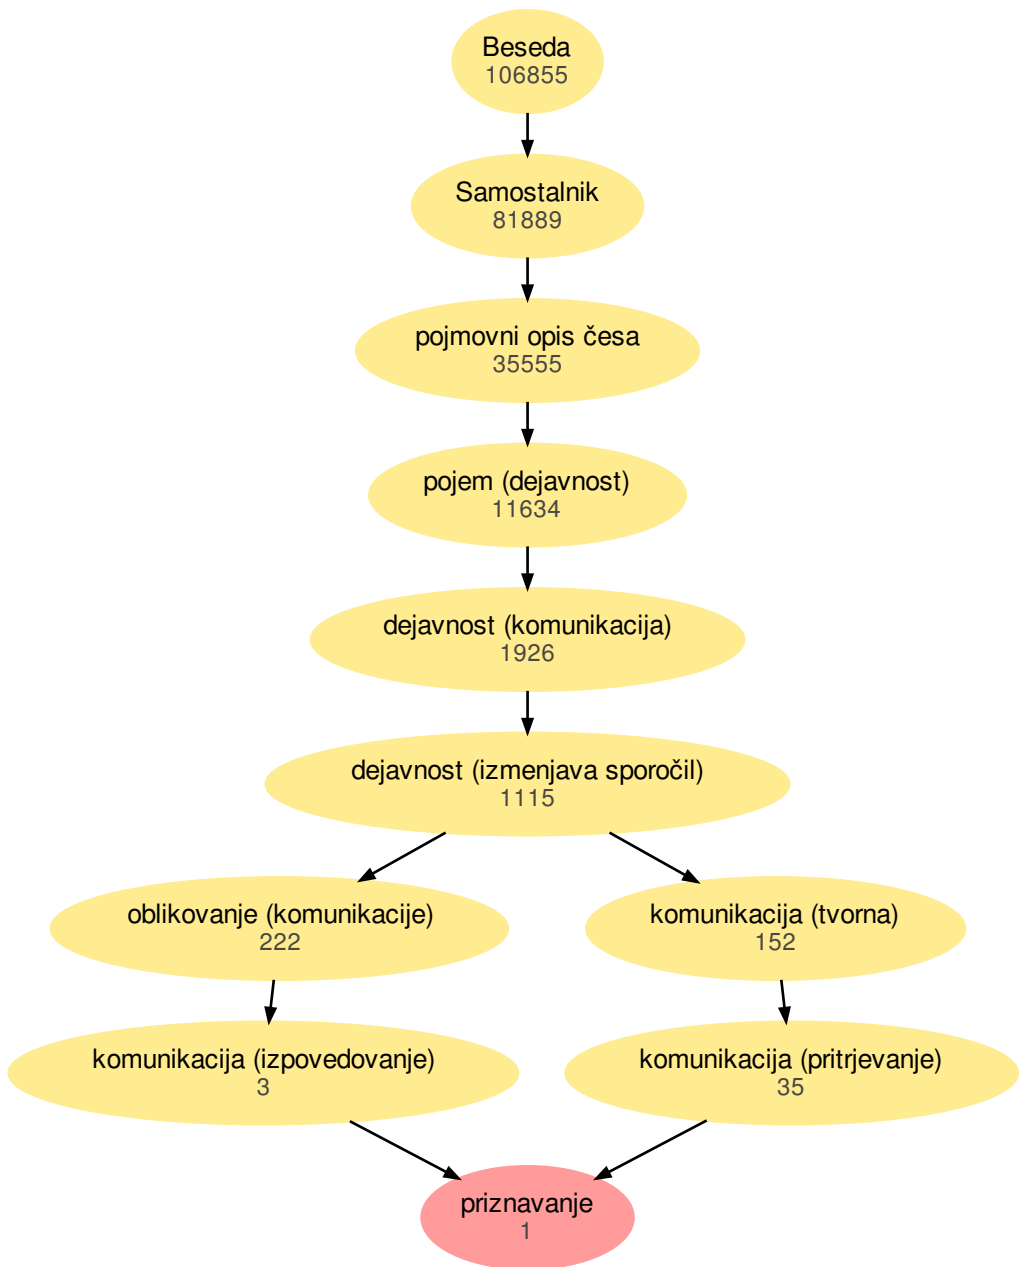 Beseda
106855
Samostalnik
81889
pojmovni opis česa
35555
pojem (dejavnost)
11634
dejavnost (komunikacija)
1926
dejavnost (izmenjava sporočil)
1115
oblikovanje (komunikacije)
222
komunikacija (tvorna)
152
komunikacija (izpovedovanje)
3
komunikacija (pritrjevanje)
35
priznavanje
1